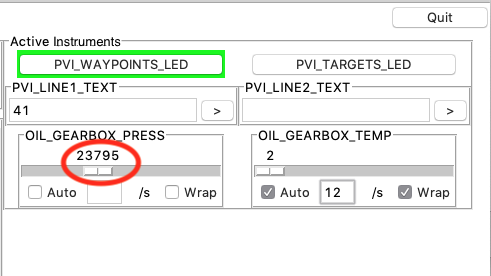 Quit
Active Instruments
PVI_WAYPOINTS_LED PVI_TARGETS_LED
PVI_LINE1_TEXT PVI_LINE2_TEXT
41 > >
OIL_GEARBOX_PRESS OIL_GEARBOX_TEMP
23795 2
Auto /s Wrap Auto 12 /s Wrap